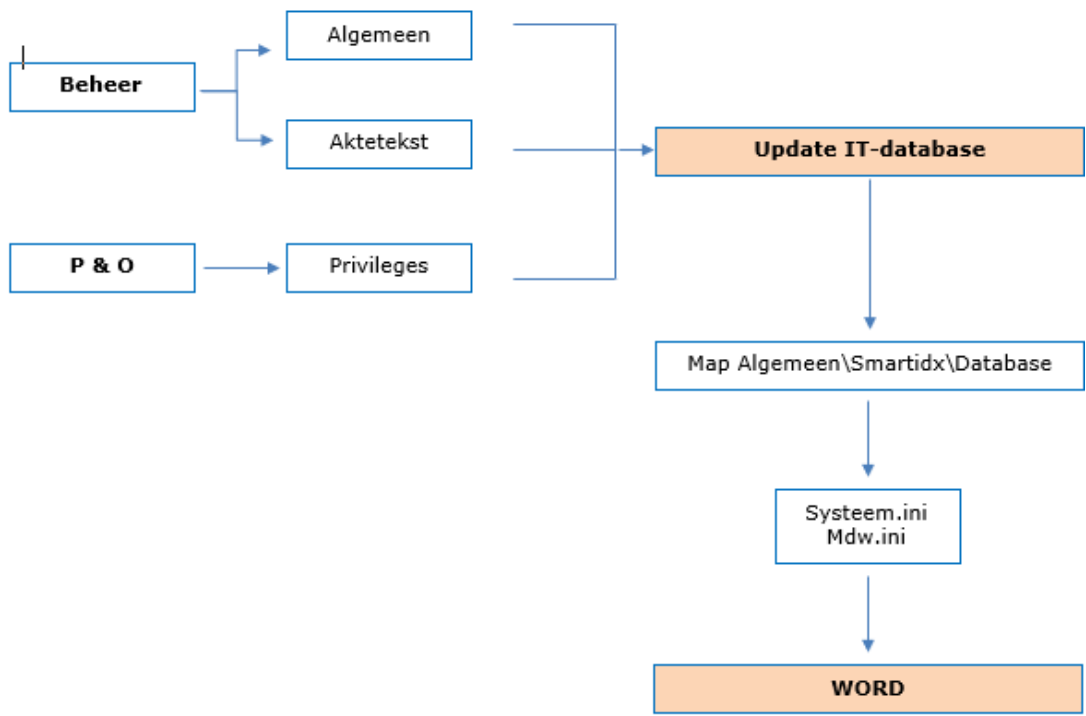 Algemeen
Beheer
Aktetekst
Update IT-database
P & O
Privileges
Map Algemeen\Smartidx\Database
Systeem.ini
Mdw.ini
WORD